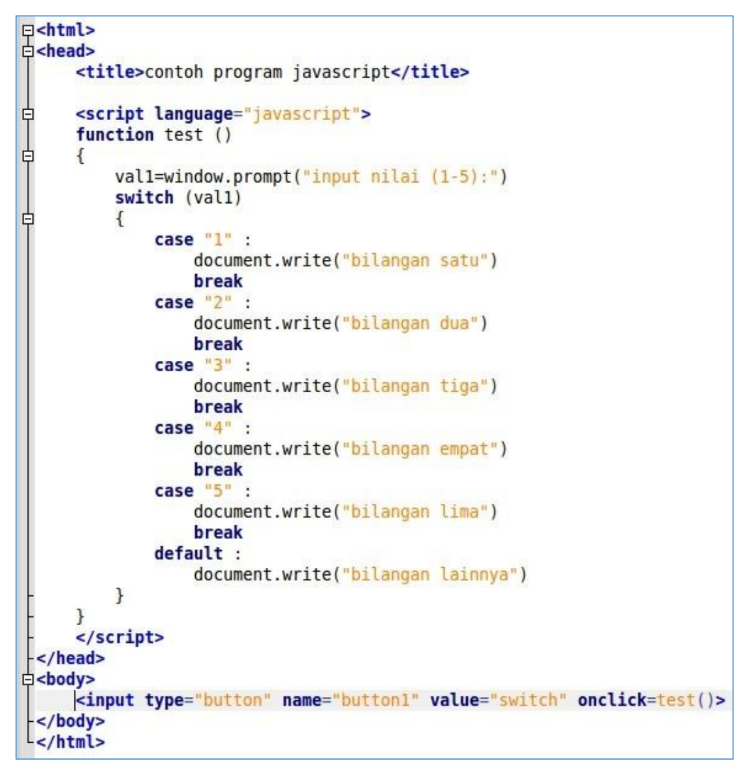 <html>
<head>
    <title>contoh program javascript</title>

    <script language="javascript">
    function test ()
    {
        val1=window.prompt("input nilai (1-5):")
        switch (val1)
        {
            case "1" :
                document.write("bilangan satu")
                break
            case "2" :
                document.write("bilangan dua")
                break
            case "3" :
                document.write("bilangan tiga")
                break
            case "4" :
                document.write("bilangan empat")
                break
            case "5" :
                document.write("bilangan lima")
                break
            default :
                document.write("bilangan lainnya")
        }
    }
    </script>
</head>
<body>
    <input type="button" name="button1" value="switch" onclick=test()>
</body>
</html>